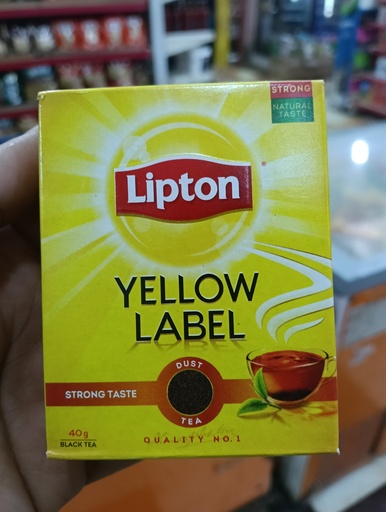 STRONG
NATURAL
TASTE
Lipton
YELLOW
LABEL
DUST
STRONG TASTE
TEA
40g
BLACK TEA
QUALITY NO.1